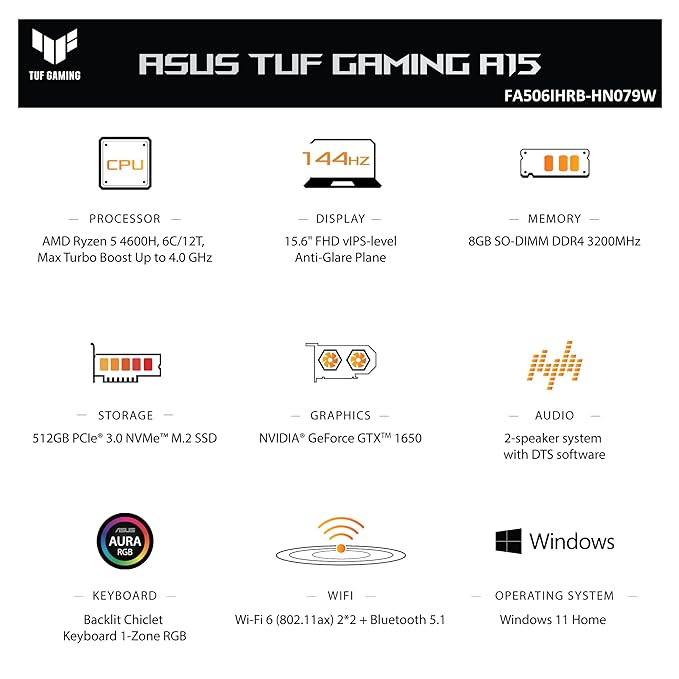 TUF GAMING
ASUS TUF GAMING A15
FA506IHRB-HN079W
CPU
144HZ
PROCESSOR
AMD Ryzen 5 4600H, 6C/12T,
Max Turbo Boost Up to 4.0 GHz
DISPLAY
15.6" FHD vIPS-level
Anti-Glare Plane
MEMORY
8GB SO-DIMM DDR4 3200MHz
STORAGE
512GB PCIe® 3.0 NVMe™ M.2 SSD
GRAPHICS
NVIDIA® GeForce GTX™ 1650
AUDIO
2-speaker system
with DTS software
ASUS
AURA
RGB
Windows
KEYBOARD
Backlit Chiclet
Keyboard 1-Zone RGB
WIFI
Wi-Fi 6 (802.11ax) 2*2 + Bluetooth 5.1
OPERATING SYSTEM
Windows 11 Home